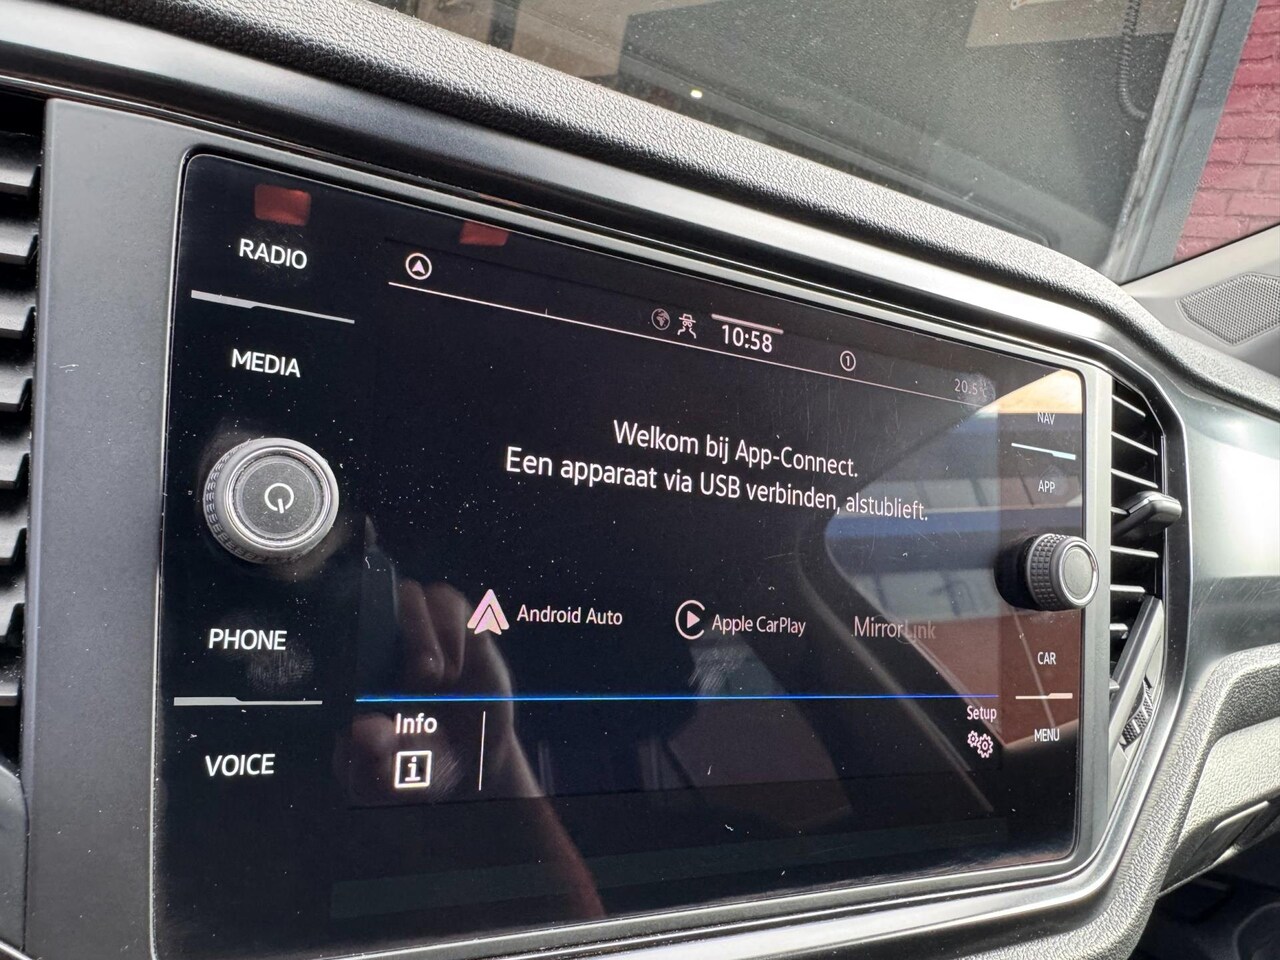 RADIO
MEDIA
PHONE
VOICE
10:58
1
20.5°C
Welkom bij App-Connect.
Een apparaat via USB verbinden, alstublieft.
Android Auto
Apple CarPlay
MirrorLink
Info
i
Setup
NAV
APP
CAR
MENU